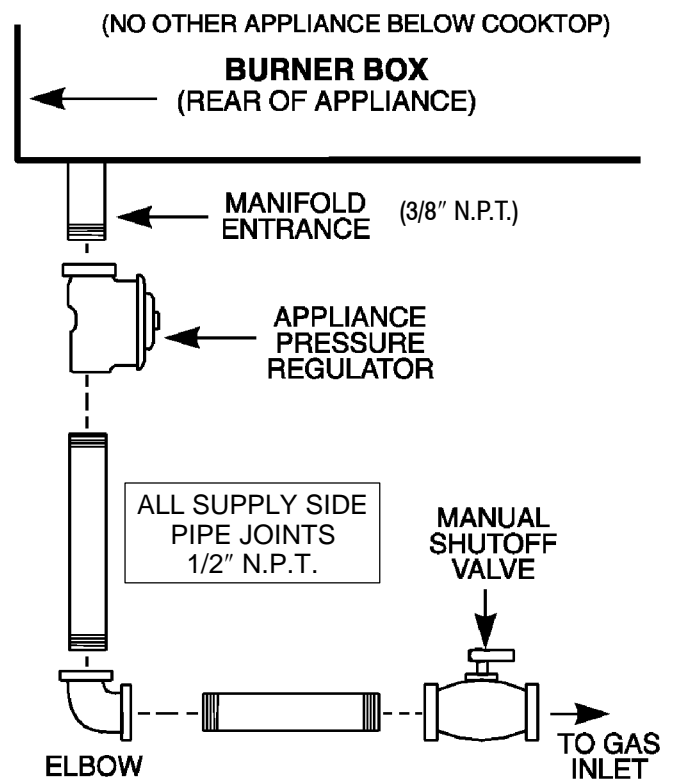 (NO OTHER APPLIANCE BELOW COOKTOP)
BURNER BOX
(REAR OF APPLIANCE)
MANIFOLD
ENTRANCE
(3/8″ N.P.T.)
APPLIANCE
PRESSURE
REGULATOR
ALL SUPPLY SIDE
PIPE JOINTS
1/2″ N.P.T.
MANUAL
SHUTOFF
VALVE
ELBOW
TO GAS
INLET